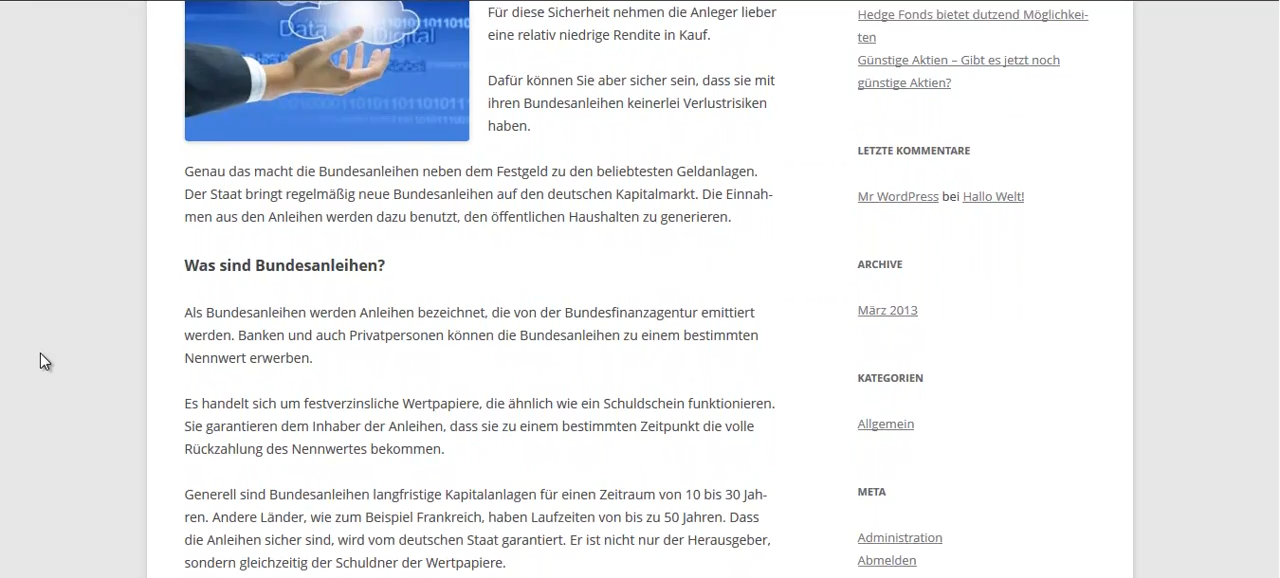 Data
Digital
Für diese Sicherheit nehmen die Anleger lieber
eine relativ niedrige Rendite in Kauf.
Dafür können Sie aber sicher sein, dass sie mit
ihren Bundesanleihen keinerlei Verlustrisiken
haben.
Genau das macht die Bundesanleihen neben dem Festgeld zu den beliebtesten Geldanlagen.
Der Staat bringt regelmäßig neue Bundesanleihen auf den deutschen Kapitalmarkt. Die Einnah-
men aus den Anleihen werden dazu benutzt, den öffentlichen Haushalten zu generieren.
Was sind Bundesanleihen?
Als Bundesanleihen werden Anleihen bezeichnet, die von der Bundesfinanzagentur emittiert
werden. Banken und auch Privatpersonen können die Bundesanleihen zu einem bestimmten
Nennwert erwerben.
Es handelt sich um festverzinsliche Wertpapiere, die ähnlich wie ein Schuldschein funktionieren.
Sie garantieren dem Inhaber der Anleihen, dass sie zu einem bestimmten Zeitpunkt die volle
Rückzahlung des Nennwertes bekommen.
Generell sind Bundesanleihen langfristige Kapitalanlagen für einen Zeitraum von 10 bis 30 Jah-
ren. Andere Länder, wie zum Beispiel Frankreich, haben Laufzeiten von bis zu 50 Jahren. Dass
die Anleihen sicher sind, wird vom deutschen Staat garantiert. Er ist nicht nur der Herausgeber,
sondern gleichzeitig der Schuldner der Wertpapiere.
Hedge Fonds bietet dutzend Möglichkei-
ten
Günstige Aktien – Gibt es jetzt noch
günstige Aktien?
LETZTE KOMMENTARE
Mr WordPress bei Hallo Welt!
ARCHIVE
März 2013
KATEGORIEN
Allgemein
META
Administration
Abmelden